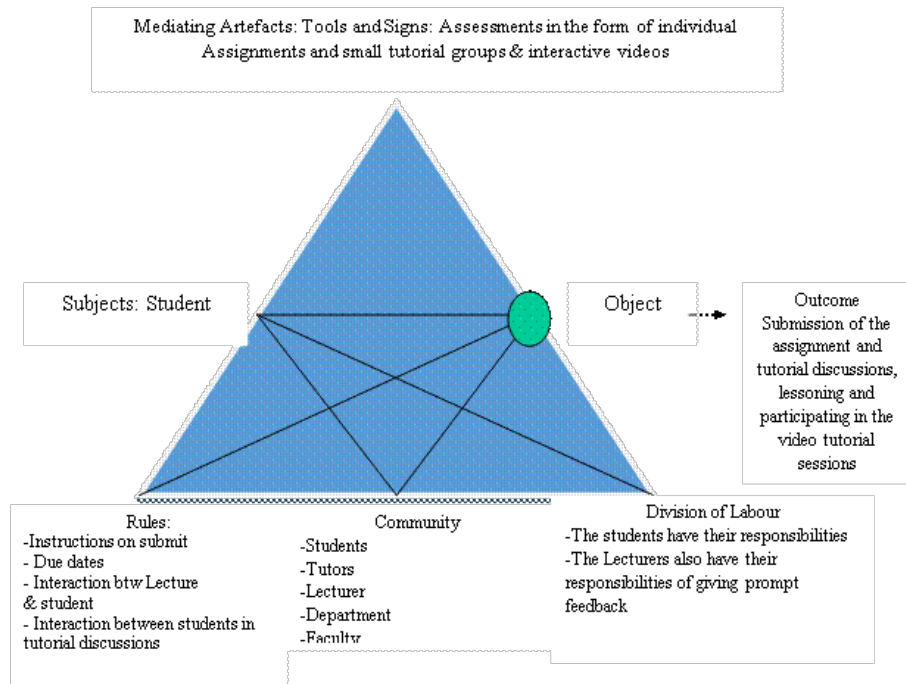 Mediating Artefacts: Tools and Signs: Assessments in the form of individual
Assignments and small tutorial groups & interactive videos
Subjects: Student
Object
Outcome
Submission of the
assignment and
tutorial discussions,
lessoning and
participating in the
video tutorial
sessions
Rules:
-Instructions on submit
- Due dates
- Interaction btw Lecture
& student
- Interaction between students in
tutorial discussions
Community
-Students
-Tutors
-Lecturer
-Department
-Faculty
Division of Labour
-The students have their responsibilities
-The Lecturers also have their
responsibilities of giving prompt
feedback